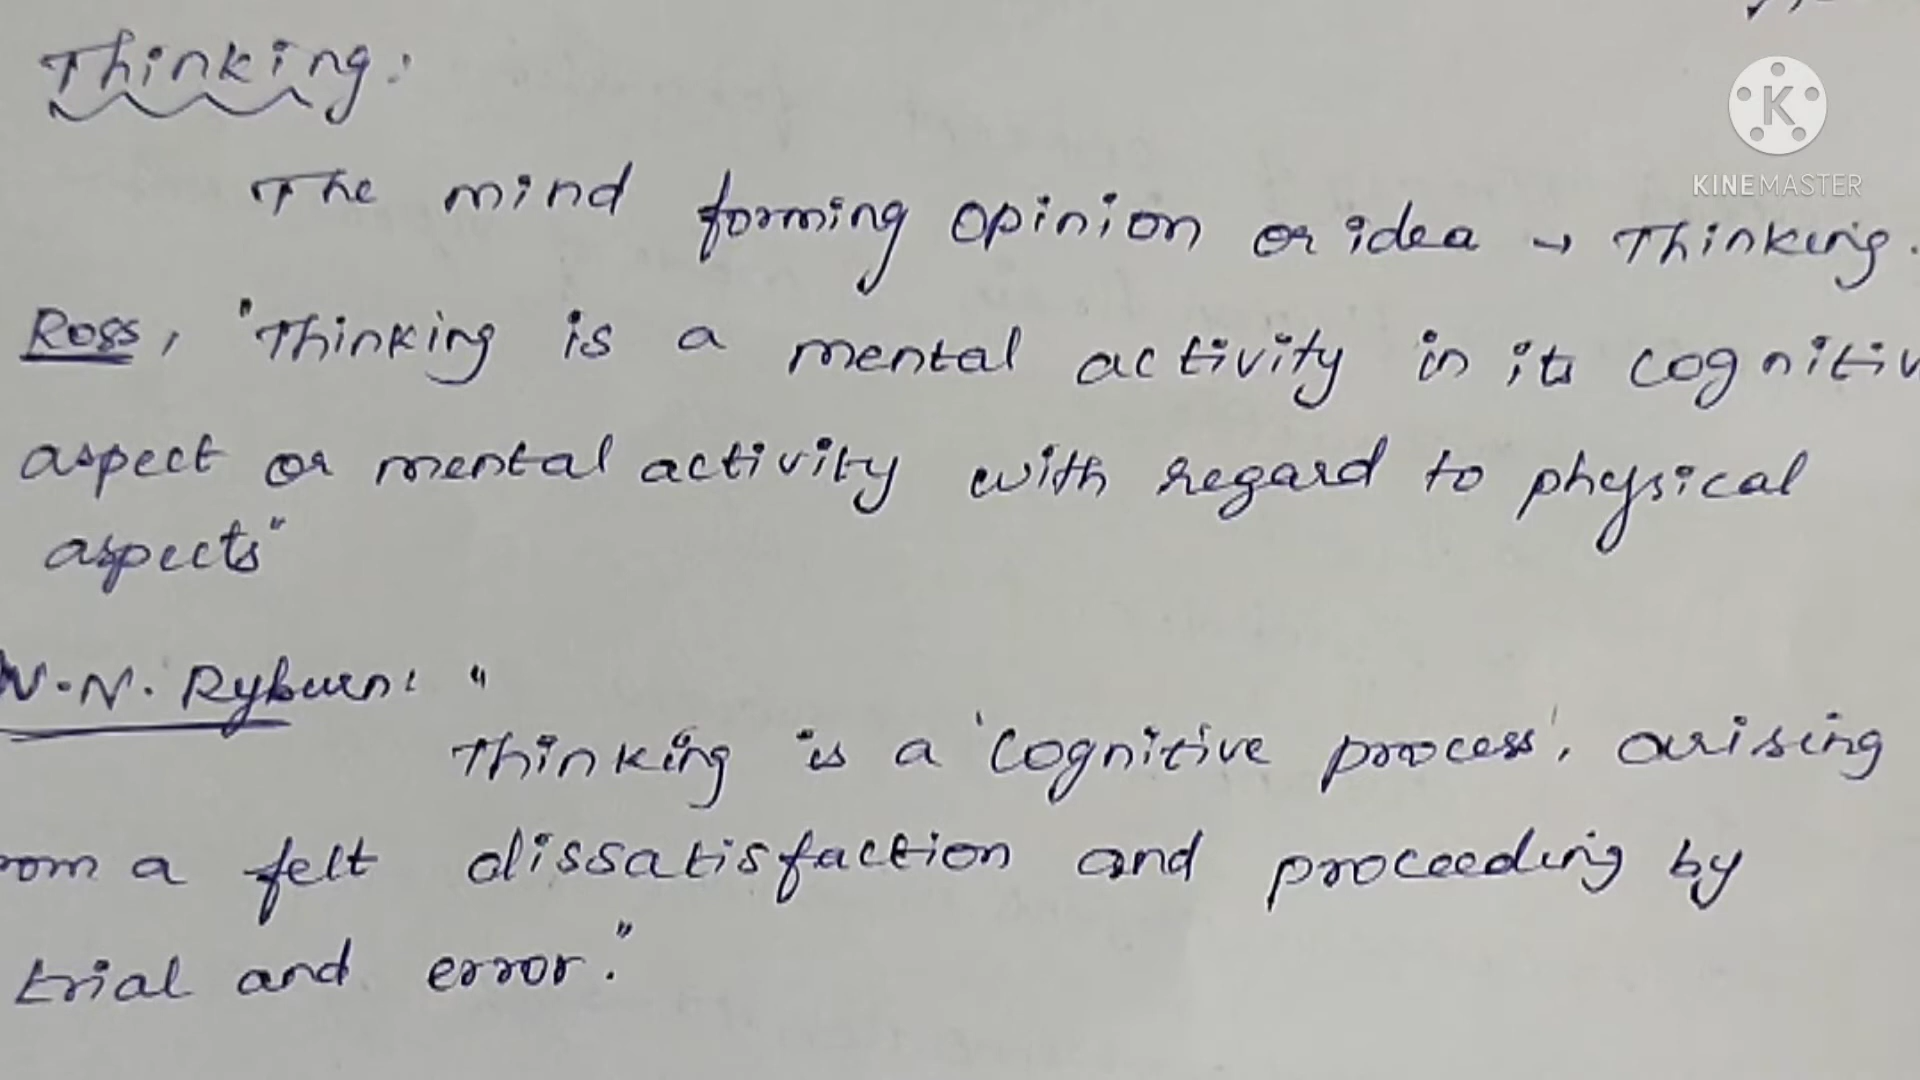 Thinking:
K
KINEMASTER
The mind forming opinion or idea → Thinking.
Ross, "Thinking is a mental activity in its cognitiv
aspect or mental activity with regard to physical
aspects"
W.N. Ryburn: "
Thinking is a 'cognitive process', arising
rom a felt dissatisfaction and proceeding by
trial and error."